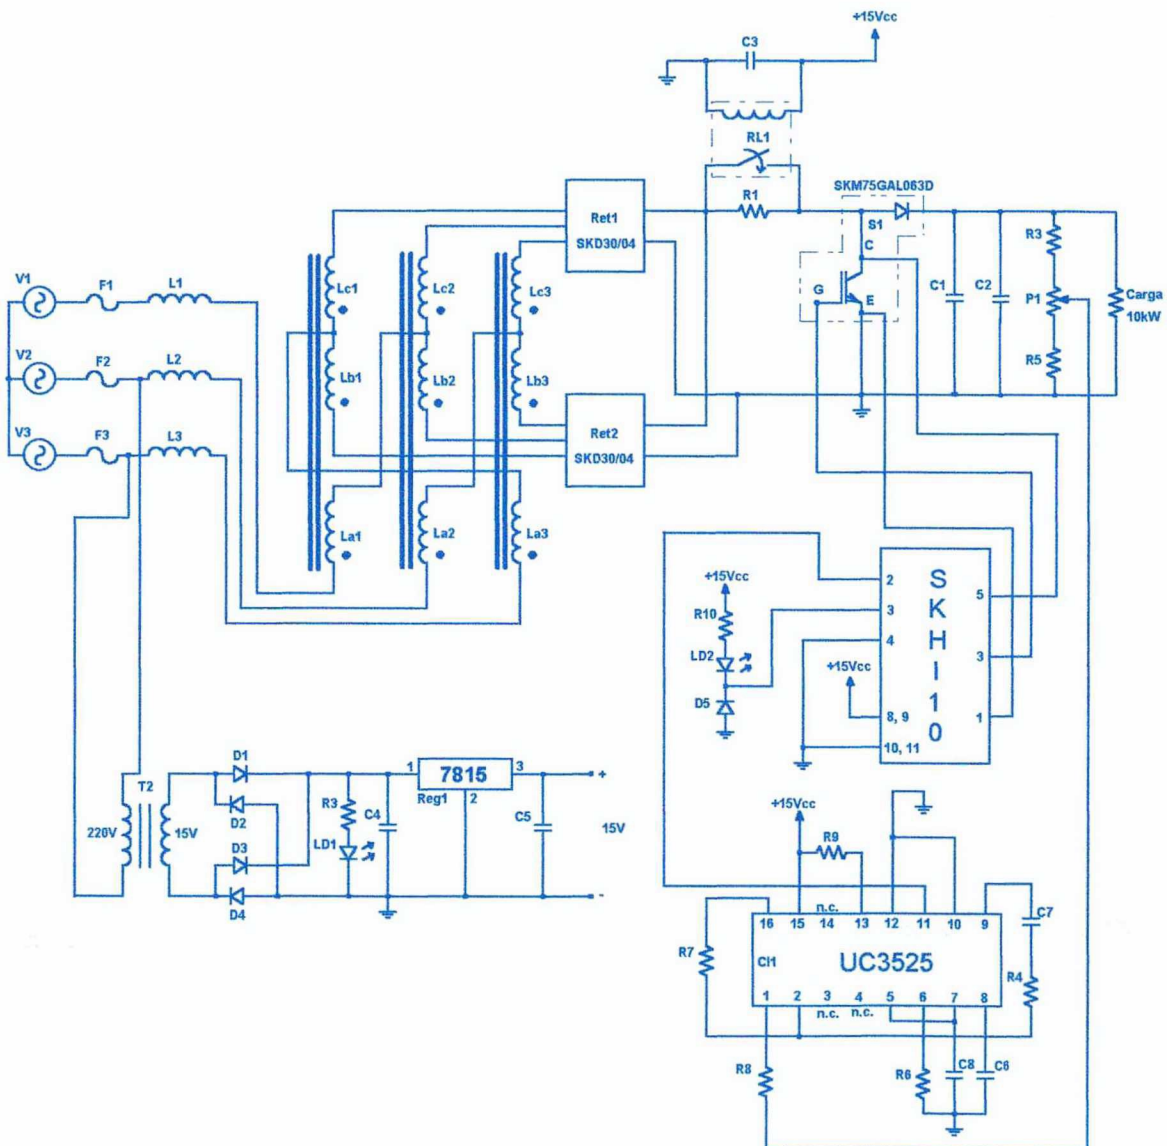 +15Vcc
C3
RL1
SKM75GAL063D
R1
S1
C
G
E
C1
C2
R3
P1
R5
Carga
10kW
Ret1
SKD30/04
V1
F1
L1
V2
F2
L2
V3
F3
L3
Lc1
Lc2
Lc3
Lb1
Lb2
Lb3
Ret2
SKD30/04
La1
La2
La3
+15Vcc
R10
LD2
D5
+15Vcc
2
3
4
8, 9
10, 11
SKHI10
5
3
1
T2
220V
15V
D1
D2
D3
D4
R3
LD1
C4
1
7815
3
Reg1
2
C5
+
15V
-
+15Vcc
R9
n.c.
16 15 14 13 12 11 10 9
C7
R7
CI1
UC3525
R4
1 2 3 4 5 6 7 8
n.c. n.c.
R8
R6
C8
C6